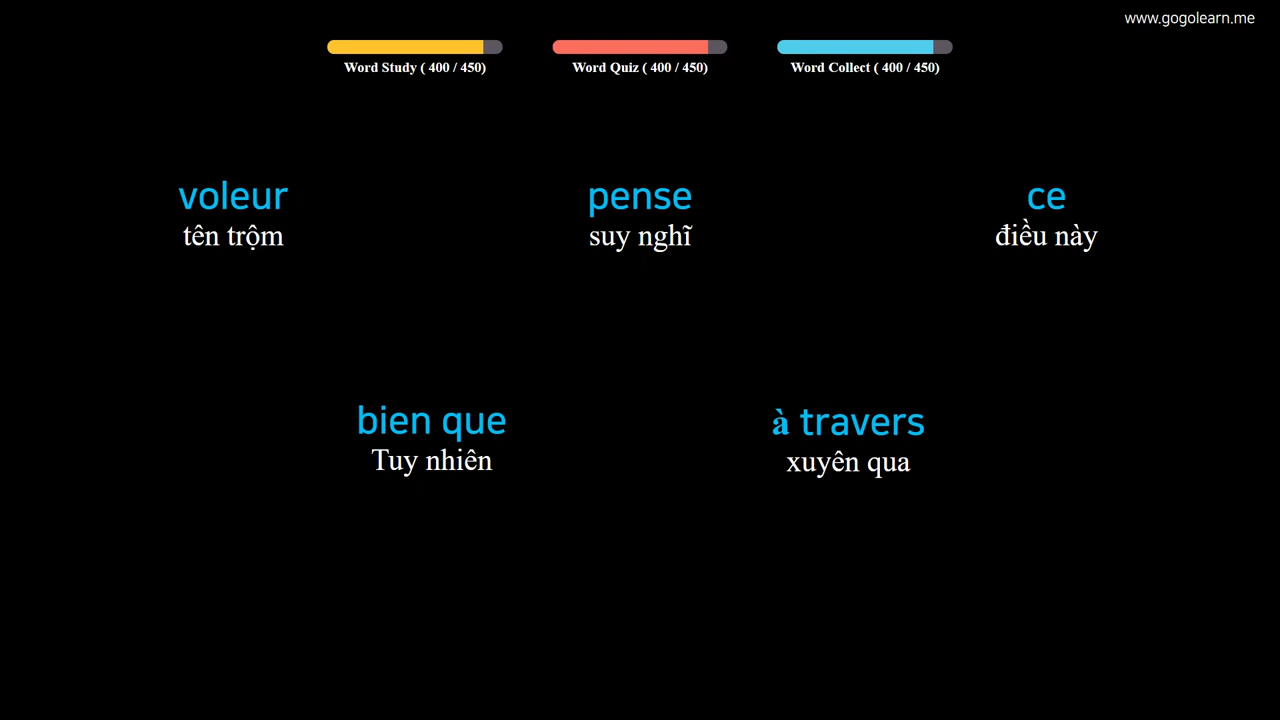 www.gogolearn.me
Word Study ( 400 / 450)
Word Quiz ( 400 / 450)
Word Collect ( 400 / 450)
voleur
tên trộm
pense
suy nghĩ
ce
điều này
bien que
Tuy nhiên
à travers
xuyên qua